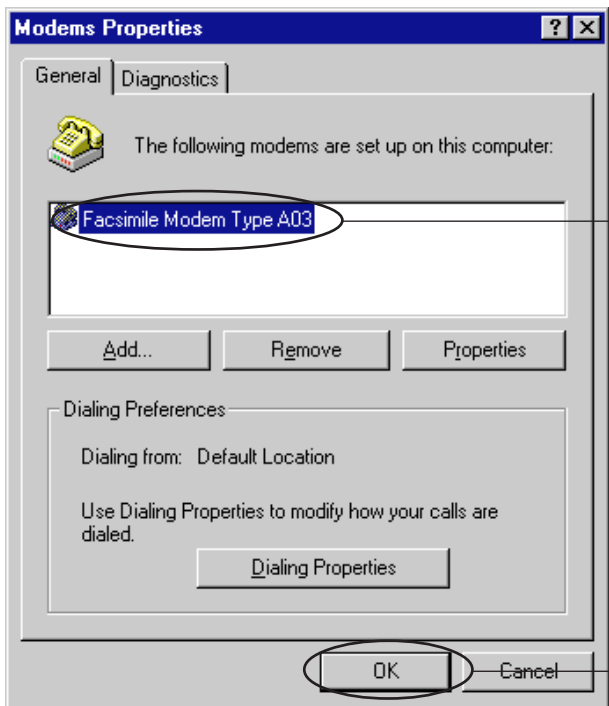 Modems Properties
General Diagnostics
The following modems are set up on this computer:
Facsimile Modem Type A03
Add... Remove Properties
Dialing Preferences
Dialing from: Default Location
Use Dialing Properties to modify how your calls are
dialed.
Dialing Properties
OK Cancel